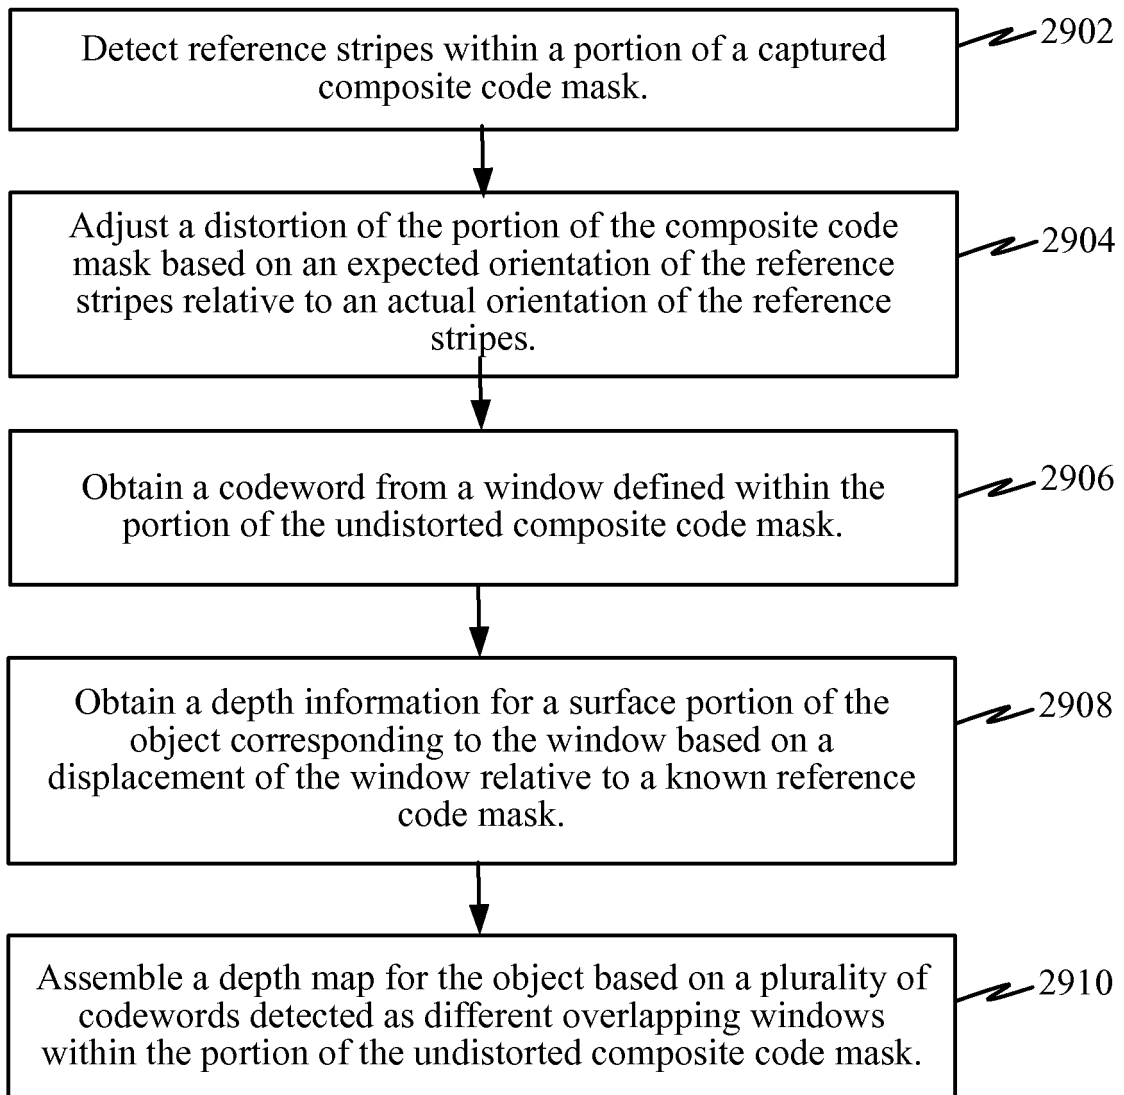 Detect reference stripes within a portion of a captured
composite code mask.
2902
Adjust a distortion of the portion of the composite code
mask based on an expected orientation of the reference
stripes relative to an actual orientation of the reference
stripes.
2904
Obtain a codeword from a window defined within the
portion of the undistorted composite code mask.
2906
Obtain a depth information for a surface portion of the
object corresponding to the window based on a
displacement of the window relative to a known reference
code mask.
2908
Assemble a depth map for the object based on a plurality of
codewords detected as different overlapping windows
within the portion of the undistorted composite code mask.
2910